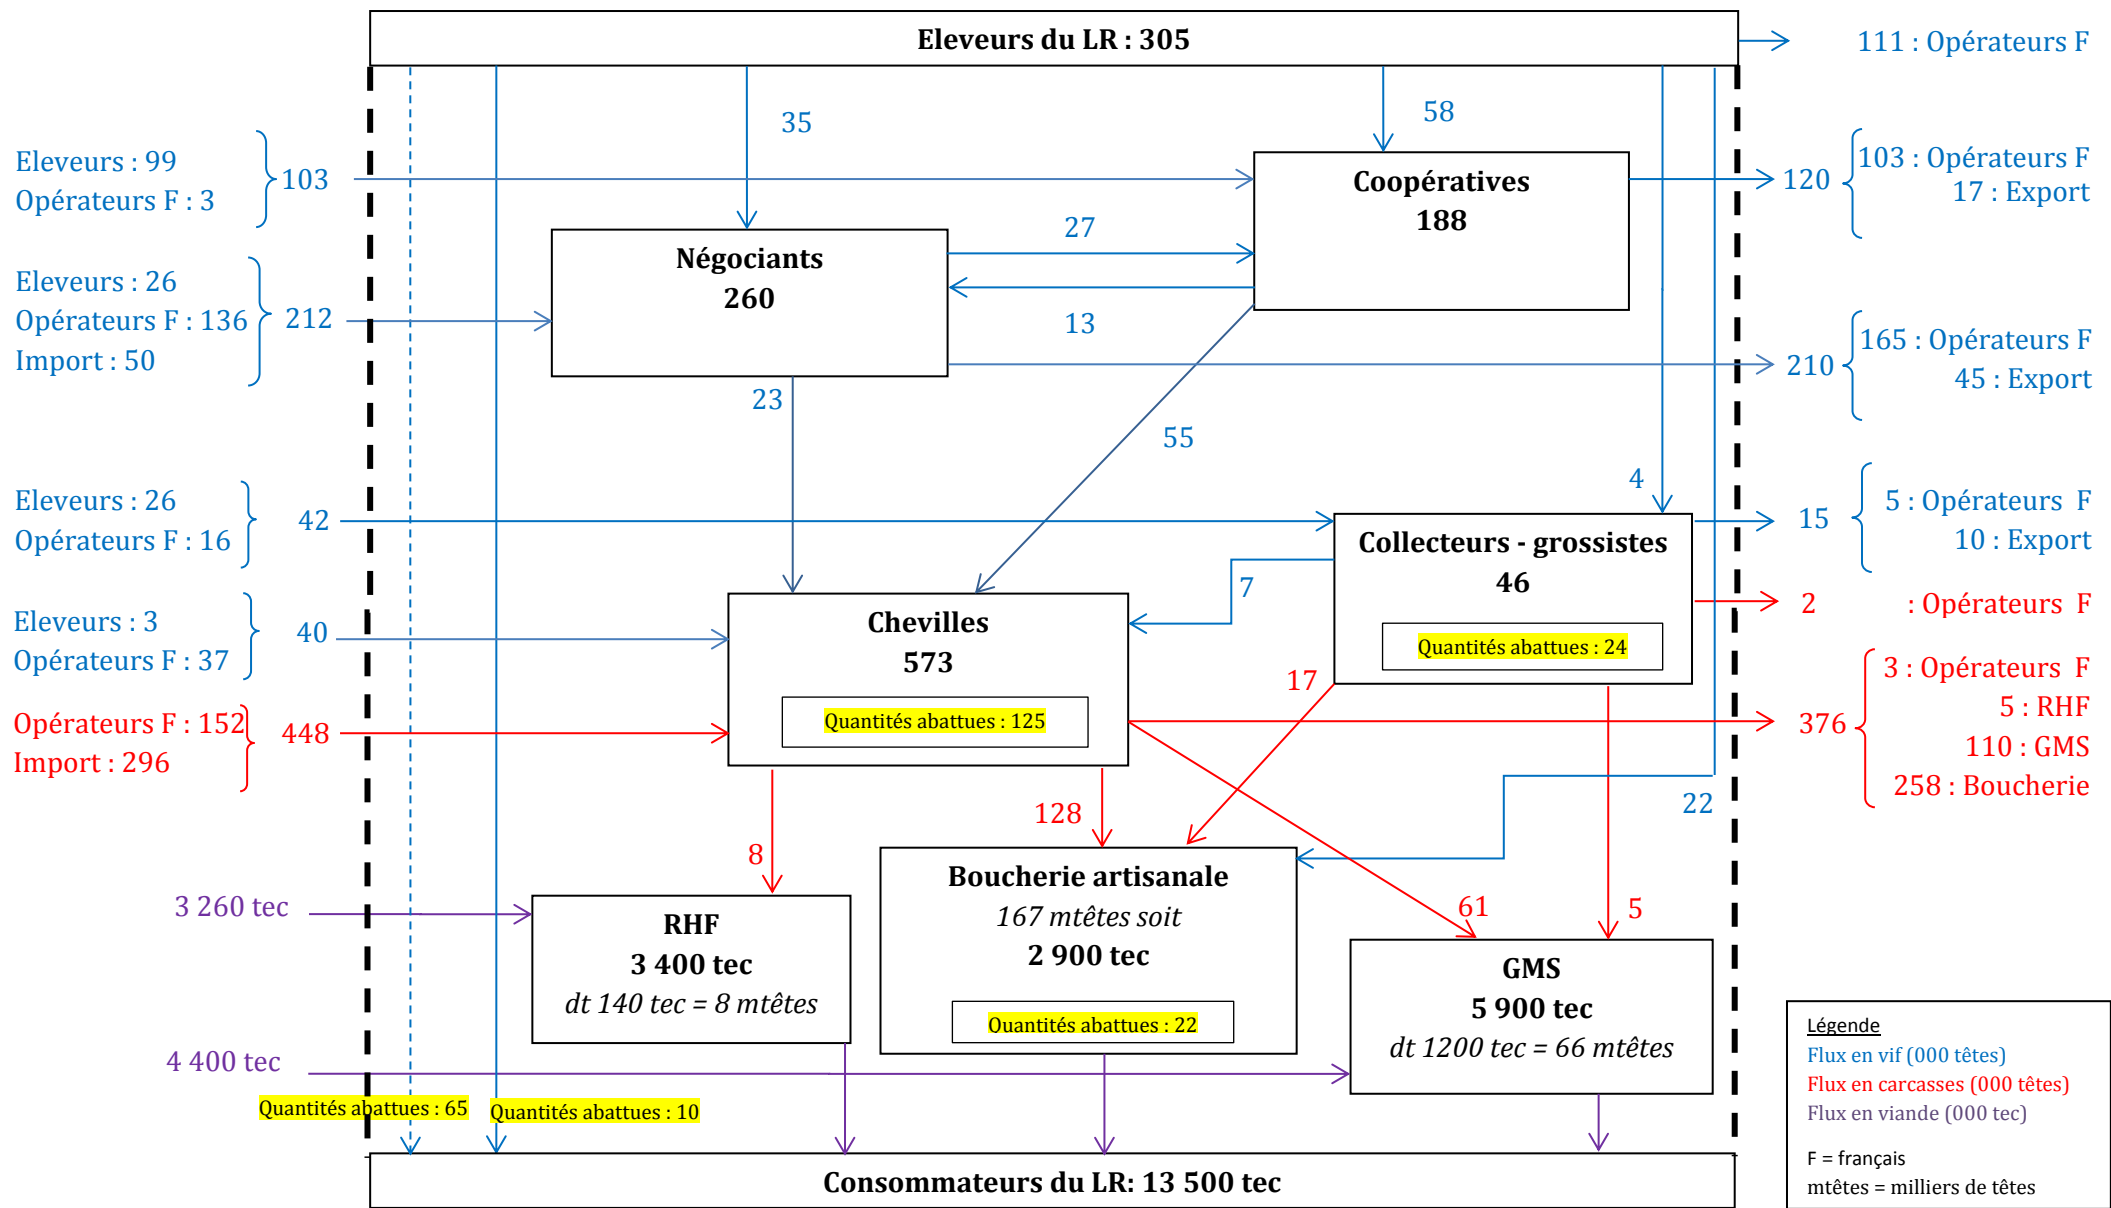 Eleveurs du LR : 305
111 : Opérateurs F
35
58
Eleveurs : 99
Opérateurs F : 3
103
Coopératives
188
120
103 : Opérateurs F
17 : Export
27
13
Négociants
260
Eleveurs : 26
Opérateurs F : 136
Import : 50
212
210
165 : Opérateurs F
45 : Export
23
55
4
Eleveurs : 26
Opérateurs F : 16
42
Collecteurs - grossistes
46
Quantités abattues : 24
15
5 : Opérateurs F
10 : Export
7
2 : Opérateurs F
Eleveurs : 3
Opérateurs F : 37
40
Chevilles
573
Quantités abattues : 125
17
Opérateurs F : 152
Import : 296
448
376
3 : Opérateurs F
5 : RHF
110 : GMS
258 : Boucherie
22
128
8
61
5
3 260 tec
RHF
3 400 tec
dt 140 tec = 8 mtêtes
Boucherie artisanale
167 mtêtes soit
2 900 tec
Quantités abattues : 22
GMS
5 900 tec
dt 1200 tec = 66 mtêtes
4 400 tec
Quantités abattues : 65
Quantités abattues : 10
Consommateurs du LR: 13 500 tec
Légende
Flux en vif (000 têtes)
Flux en carcasses (000 têtes)
Flux en viande (000 tec)
F = français
mtêtes = milliers de têtes